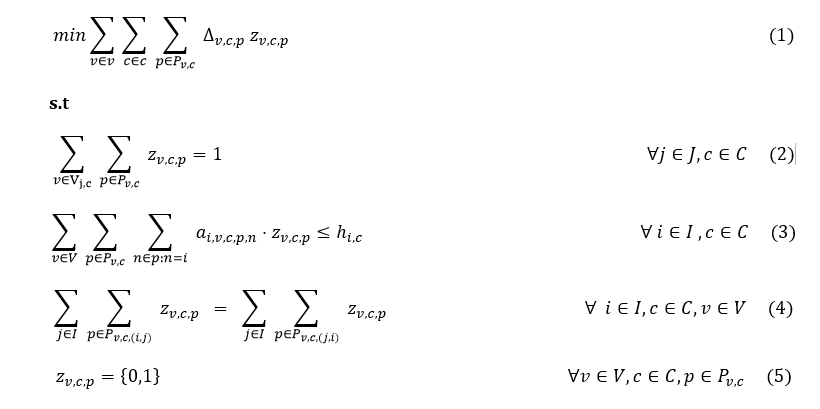 min ∑_{v∈v} ∑_{c∈c} ∑_{p∈P_{v,c}} Δ_{v,c,p} z_{v,c,p} (1)
s.t
∑_{v∈V_{j,c}} ∑_{p∈P_{v,c}} z_{v,c,p} = 1 ∀j ∈ J, c ∈ C (2)
∑_{v∈V} ∑_{p∈P_{v,c}} ∑_{n∈p:n=i} a_{i,v,c,p,n} · z_{v,c,p} ≤ h_{i,c} ∀ i ∈ I , c ∈ C (3)
∑_{j∈I} ∑_{p∈P_{v,c,(i,j)}} z_{v,c,p} = ∑_{j∈I} ∑_{p∈P_{v,c,(j,i)}} z_{v,c,p} ∀ i ∈ I, c ∈ C, v ∈ V (4)
z_{v,c,p} = {0,1} ∀v ∈ V, c ∈ C, p ∈ P_{v,c} (5)